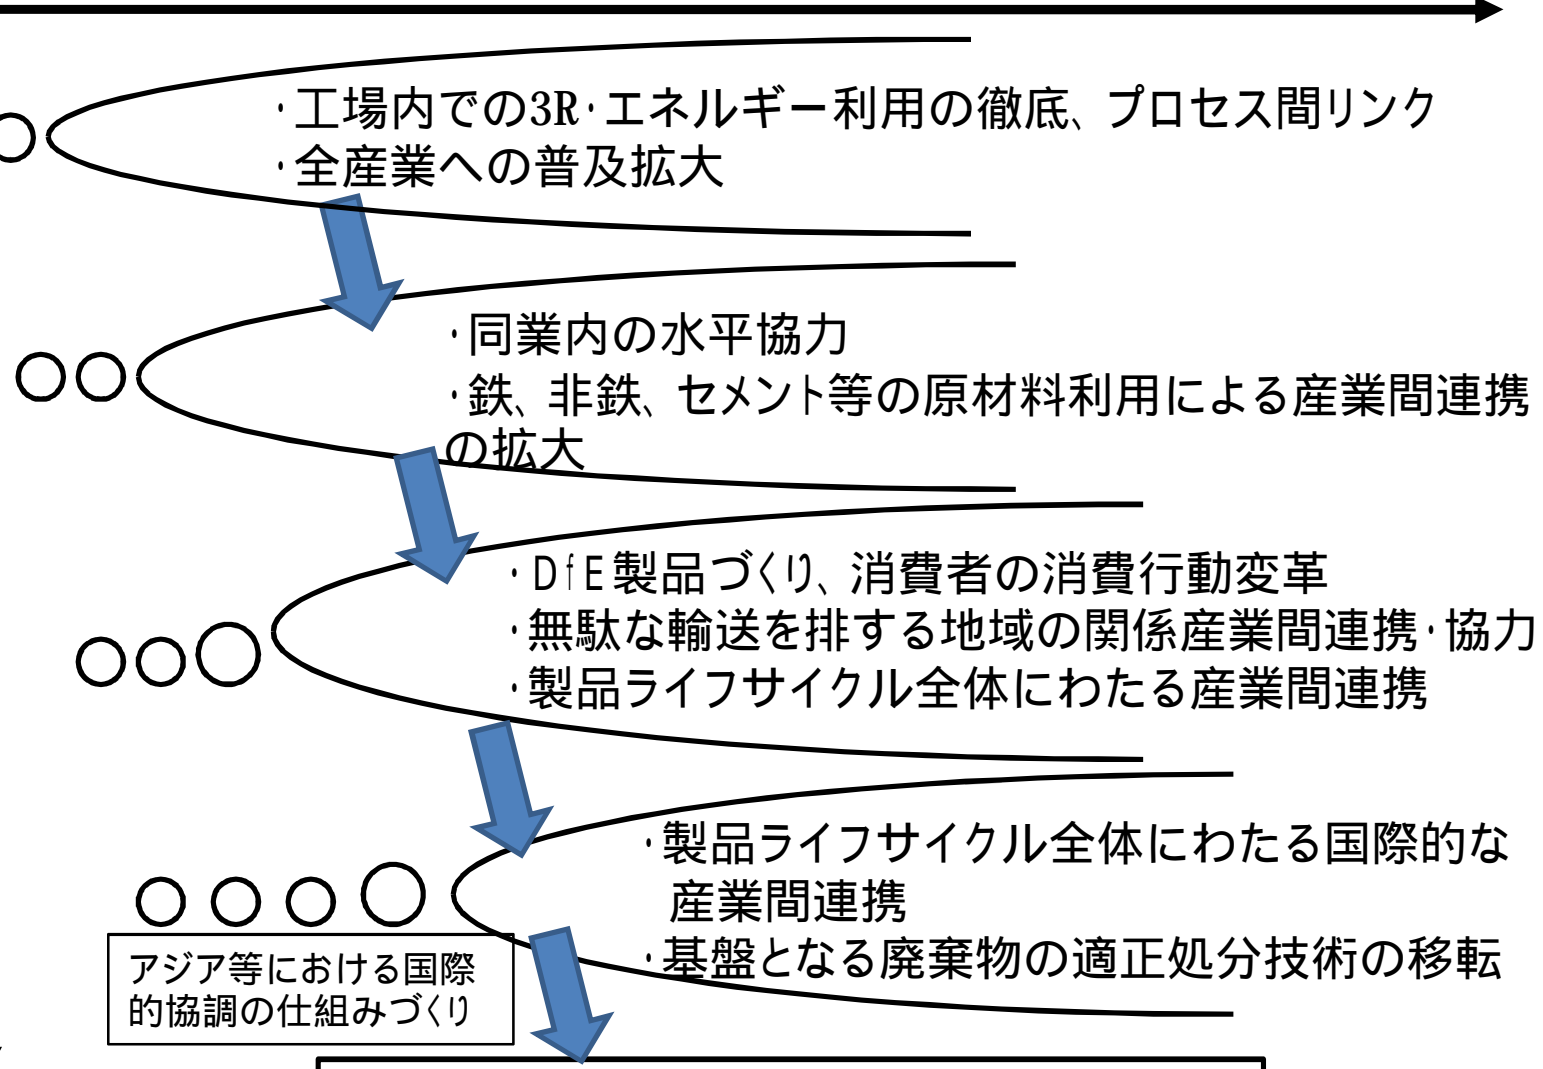 ・工場内での3R・エネルギー利用の徹底、プロセス間リンク
・全産業への普及拡大
・同業内の水平協力
・鉄、非鉄、セメント等の原材料利用による産業間連携
の拡大
・DfE製品づくり、消費者の消費行動変革
・無駄な輸送を排する地域の関係産業間連携・協力
・製品ライフサイクル全体にわたる産業間連携
・製品ライフサイクル全体にわたる国際的な
産業間連携
・基盤となる廃棄物の適正処分技術の移転
アジア等における国際
的協調の仕組みづくり